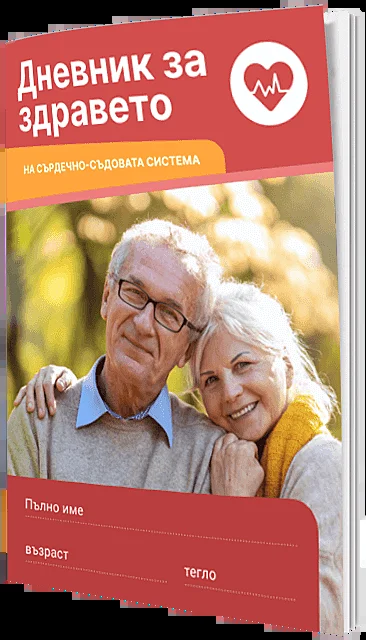 Дневник за
здравето
НА СЪРДЕЧНО-СЪДОВАТА СИСТЕМА
Пълно име
възраст
тегло